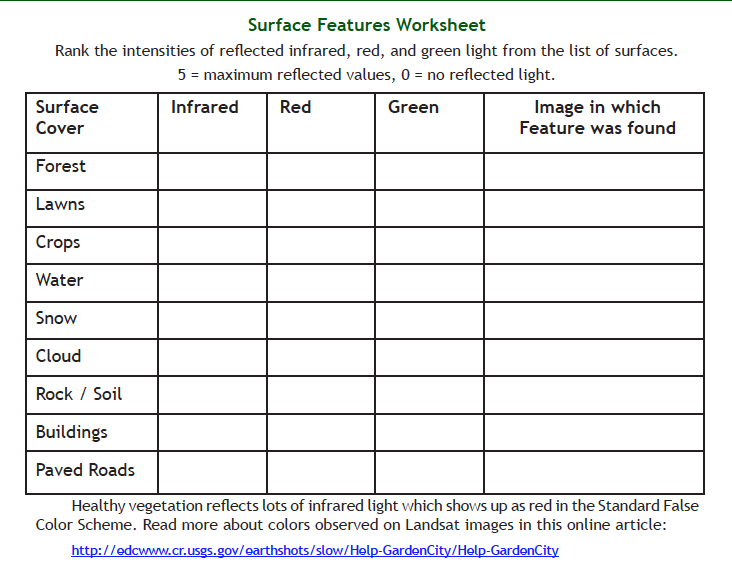 Surface Features Worksheet
Rank the intensities of reflected infrared, red, and green light from the list of surfaces.
5 = maximum reflected values, 0 = no reflected light.
Surface Cover Infrared Red Green Image in which Feature was found
Forest
Lawns
Crops
Water
Snow
Cloud
Rock / Soil
Buildings
Paved Roads
Healthy vegetation reflects lots of infrared light which shows up as red in the Standard False
Color Scheme. Read more about colors observed on Landsat images in this online article:
http://edcwww.cr.usgs.gov/earthshots/slow/Help-GardenCity/Help-GardenCity